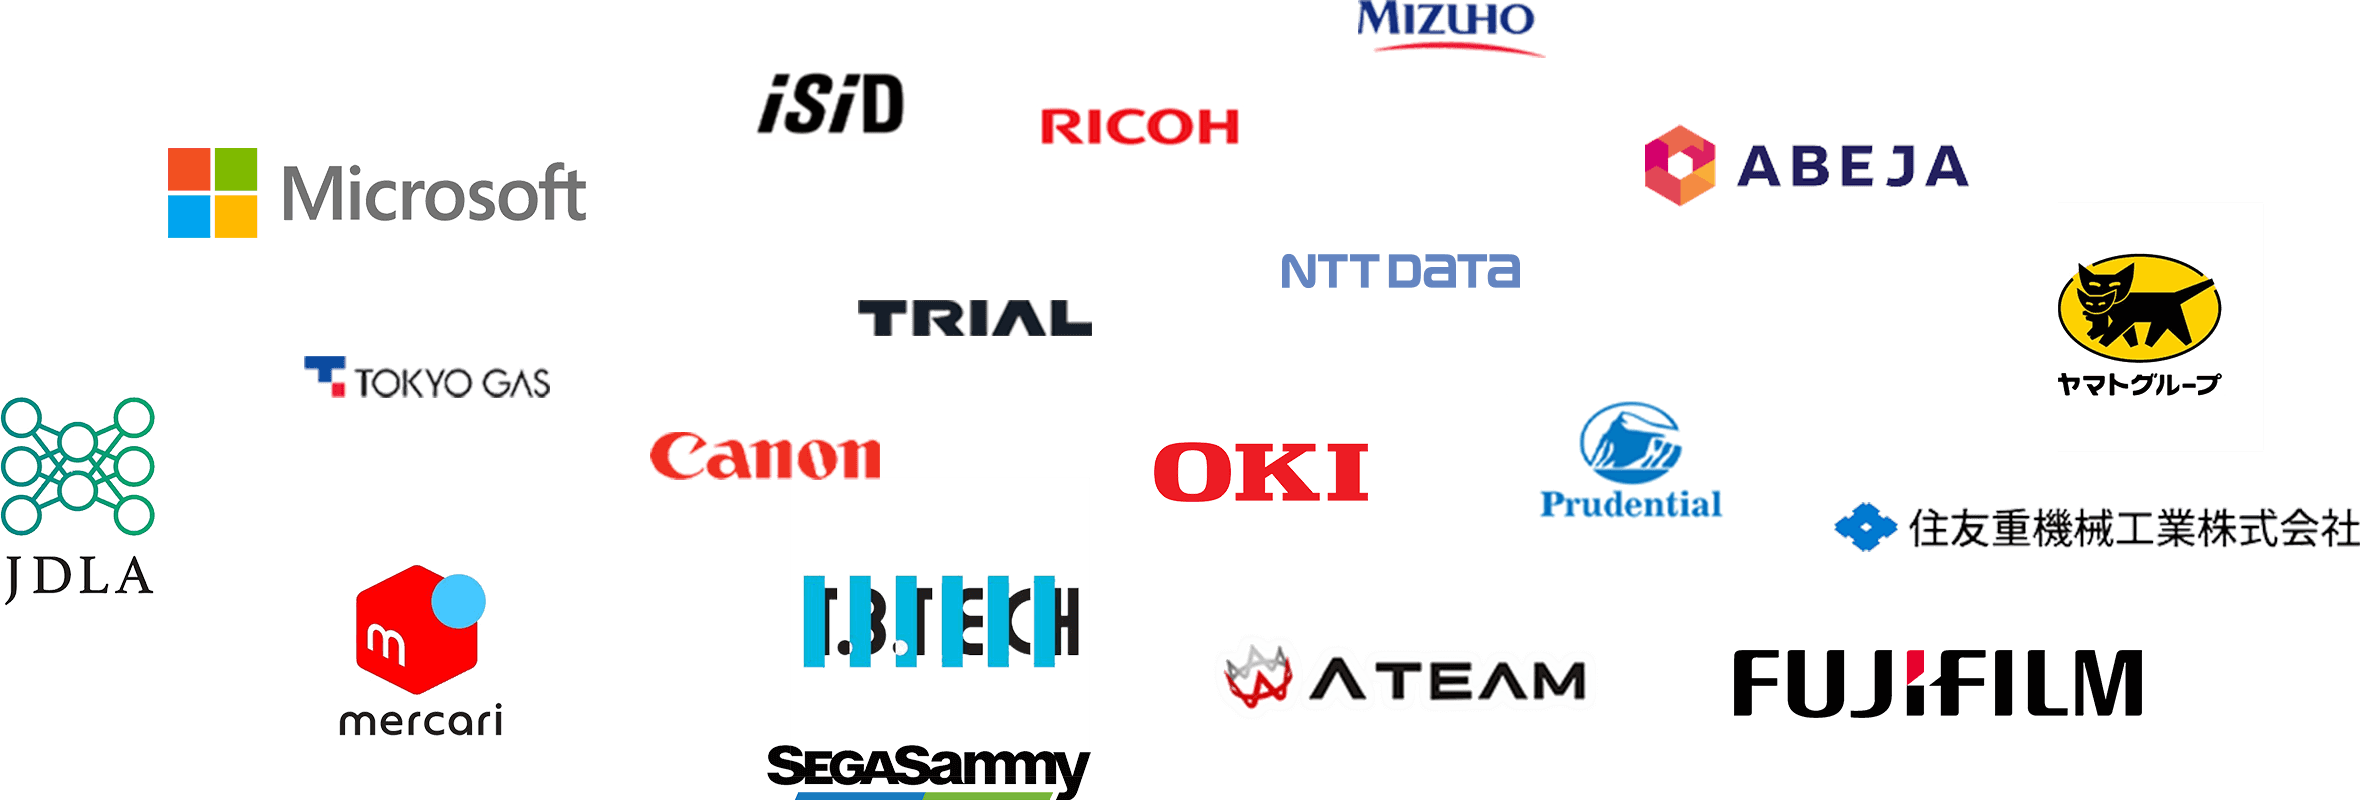 MIZUHO
iSiD
RICOH
ABEJA
Microsoft
NTT DATA
TRIAL
ヤマトグループ
TOKYO GAS
Canon
OKI
Prudential
住友重機械工業株式会社
JDLA
m
mercari
T.B.TECH
ATEAM
FUJIFILM
SEGASammy